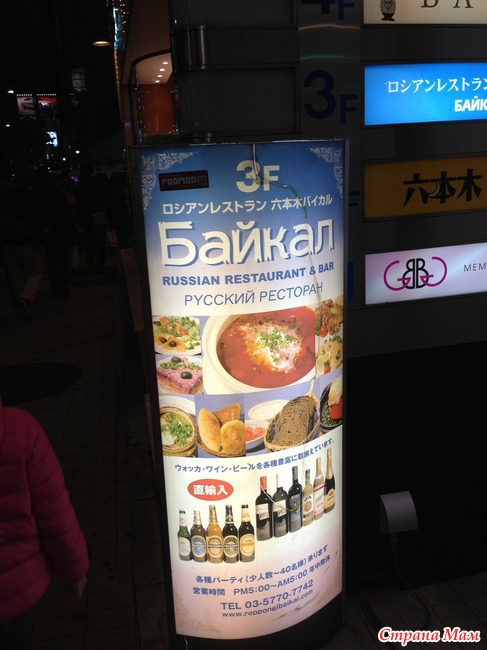 4F
3F
ロシアンレストラン
БАЙК
六本木
GBG MEM
3F
ロシアンレストラン 六本木バイカル
Байкал
RUSSIAN RESTAURANT & BAR
РУССКИЙ РЕСТОРАН
ウォッカ・ワイン・ビールを各種豊富に取揃えています。
直輸入
各種パーティ(少人数～40名様)承ります
営業時間 PM5:00～AM5:00 年中無休
TEL 03-5770-7742
www.roppongibaikal.com
Страна Мам